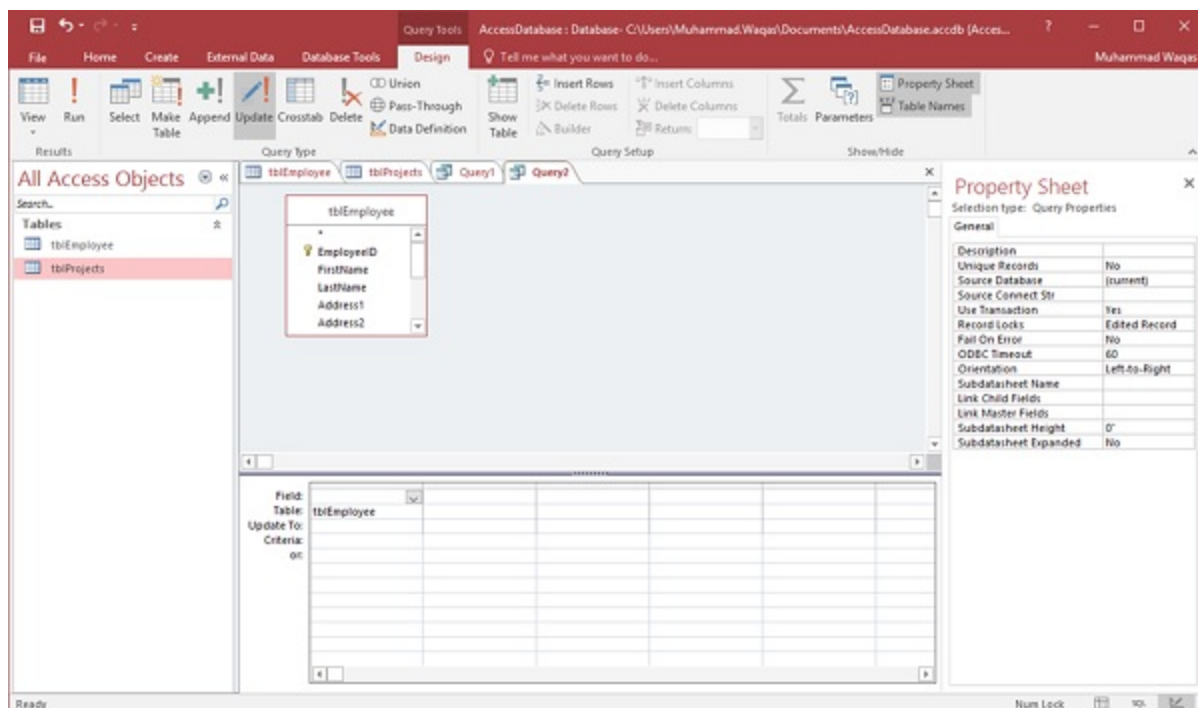 Query Tools AccessDatabase : Database- C:\Users\Muhammad.Waqas\Documents\AccessDatabase.accdb (Acces... ?
File Home Create External Data Database Tools Design Tell me what you want to do... Muhammad Waqas
View Run Select Make Table Append Update Crosstab Delete
Union
Pass-Through
Data Definition
Show Table
Insert Rows
Delete Rows
Builder
Insert Columns
Delete Columns
Return:
Totals Parameters
Property Sheet
Table Names
Results Query Type Query Setup Show/Hide
All Access Objects
Search...
Tables
tblEmployee
tblProjects
tblEmployee tblProjects Query1 Query2
tblEmployee
*
EmployeeID
FirstName
LastName
Address1
Address2
Field:
Table: tblEmployee
Update To:
Criteria:
or:
Property Sheet
Selection type: Query Properties
General
Description
Unique Records No
Source Database (current)
Source Connect Str
Use Transaction Yes
Record Locks Edited Record
Fail On Error No
ODBC Timeout 60
Orientation Left-to-Right
Subdatasheet Name
Link Child Fields
Link Master Fields
Subdatasheet Height 0"
Subdatasheet Expanded No
Ready Num Lock SQL